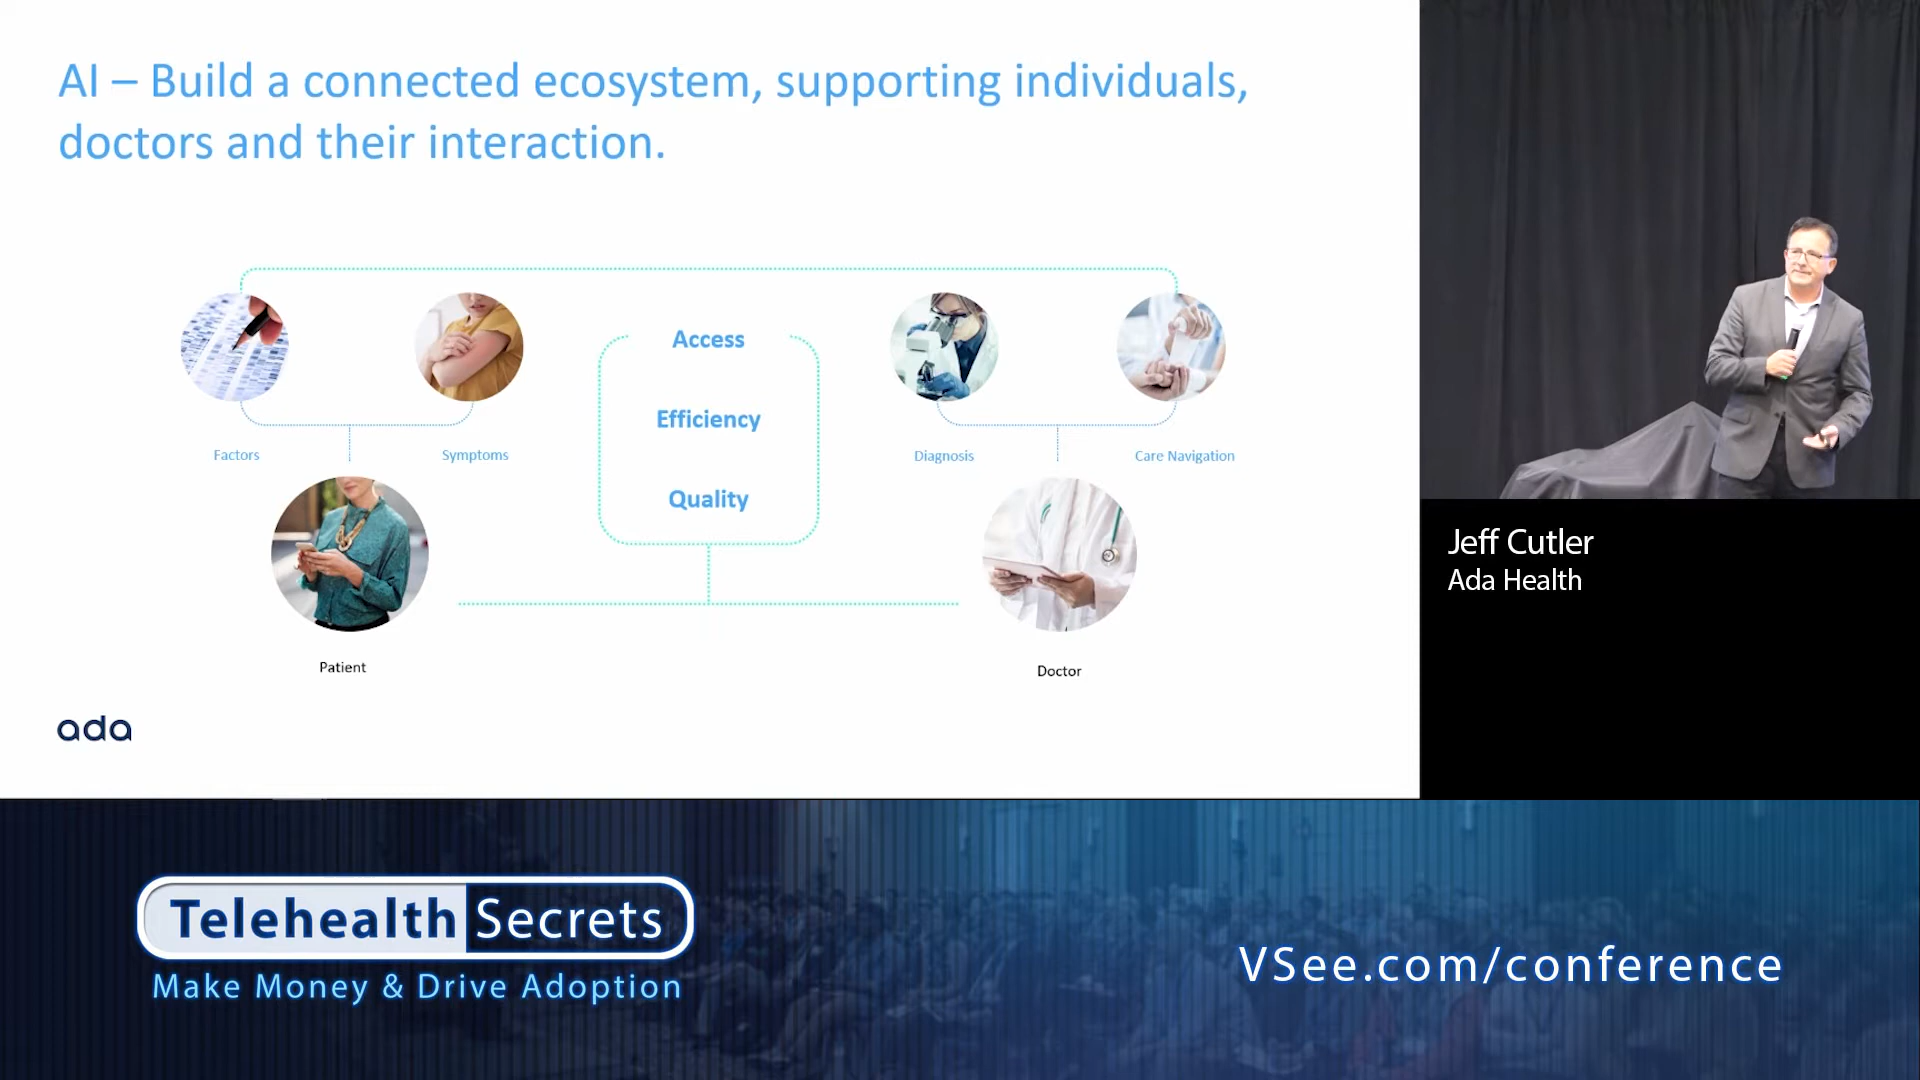 AI – Build a connected ecosystem, supporting individuals,
doctors and their interaction.
Access
Efficiency
Quality
Factors
Symptoms
Diagnosis
Care Navigation
Patient
Doctor
ada
Jeff Cutler
Ada Health
Telehealth Secrets
Make Money & Drive Adoption
VSee.com/conference